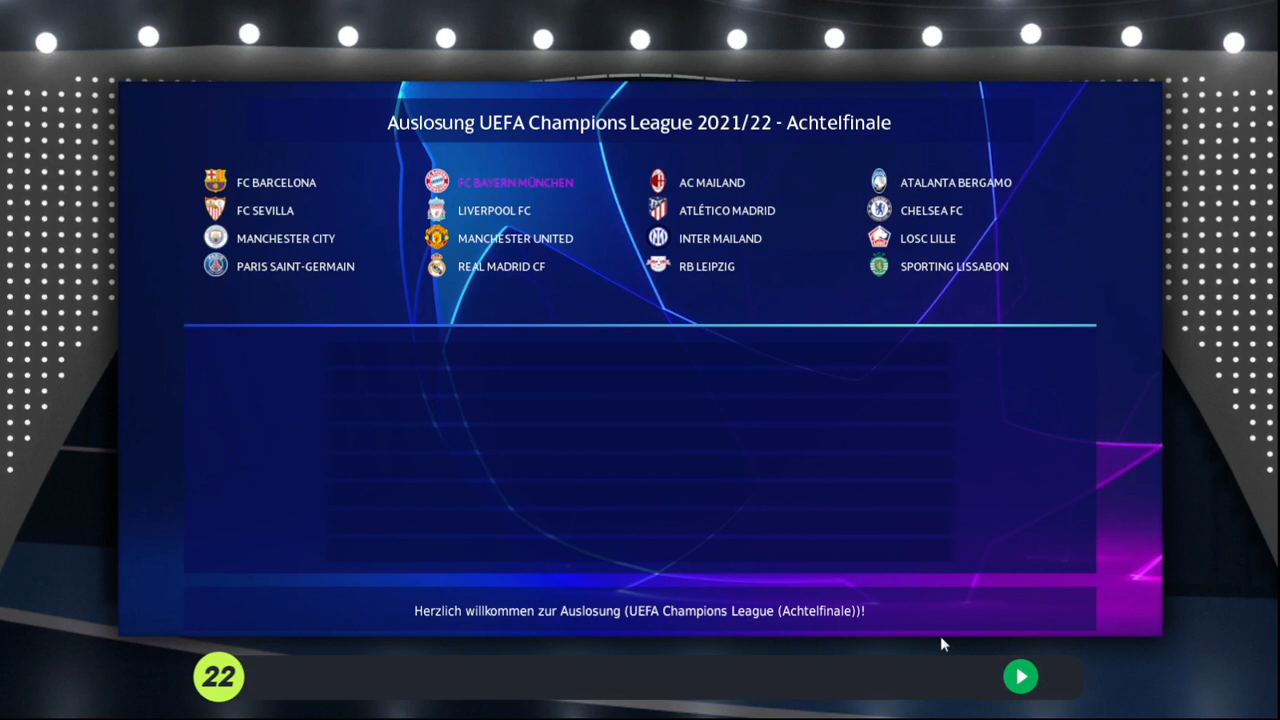 Auslosung UEFA Champions League 2021/22 - Achtelfinale
FC BARCELONA FC BAYERN MÜNCHEN AC MAILAND ATALANTA BERGAMO
FC SEVILLA LIVERPOOL FC ATLÉTICO MADRID CHELSEA FC
MANCHESTER CITY MANCHESTER UNITED INTER MAILAND LOSC LILLE
PARIS SAINT-GERMAIN REAL MADRID CF RB LEIPZIG SPORTING LISSABON
Herzlich willkommen zur Auslosung (UEFA Champions League (Achtelfinale))!
22